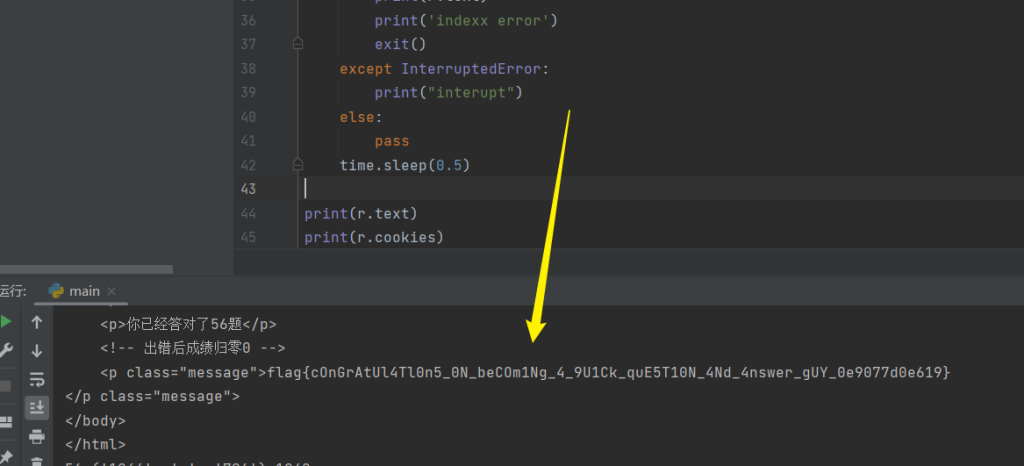 36 print('indexx error')
37 exit()
38 except InterruptedError:
39 print("interupt")
40 else:
41 pass
42 time.sleep(0.5)
43
44 print(r.text)
45 print(r.cookies)
运行: main
<p>你已经答对了56题</p>
<!-- 出错后成绩归零0 -->
<p class="message">flag{cOnGrAtUl4Tl0n5_0N_beCOm1Ng_4_9U1Ck_quE5T10N_4Nd_4nswer_gUY_0e9077d0e619}
</p class="message">
</body>
</html>